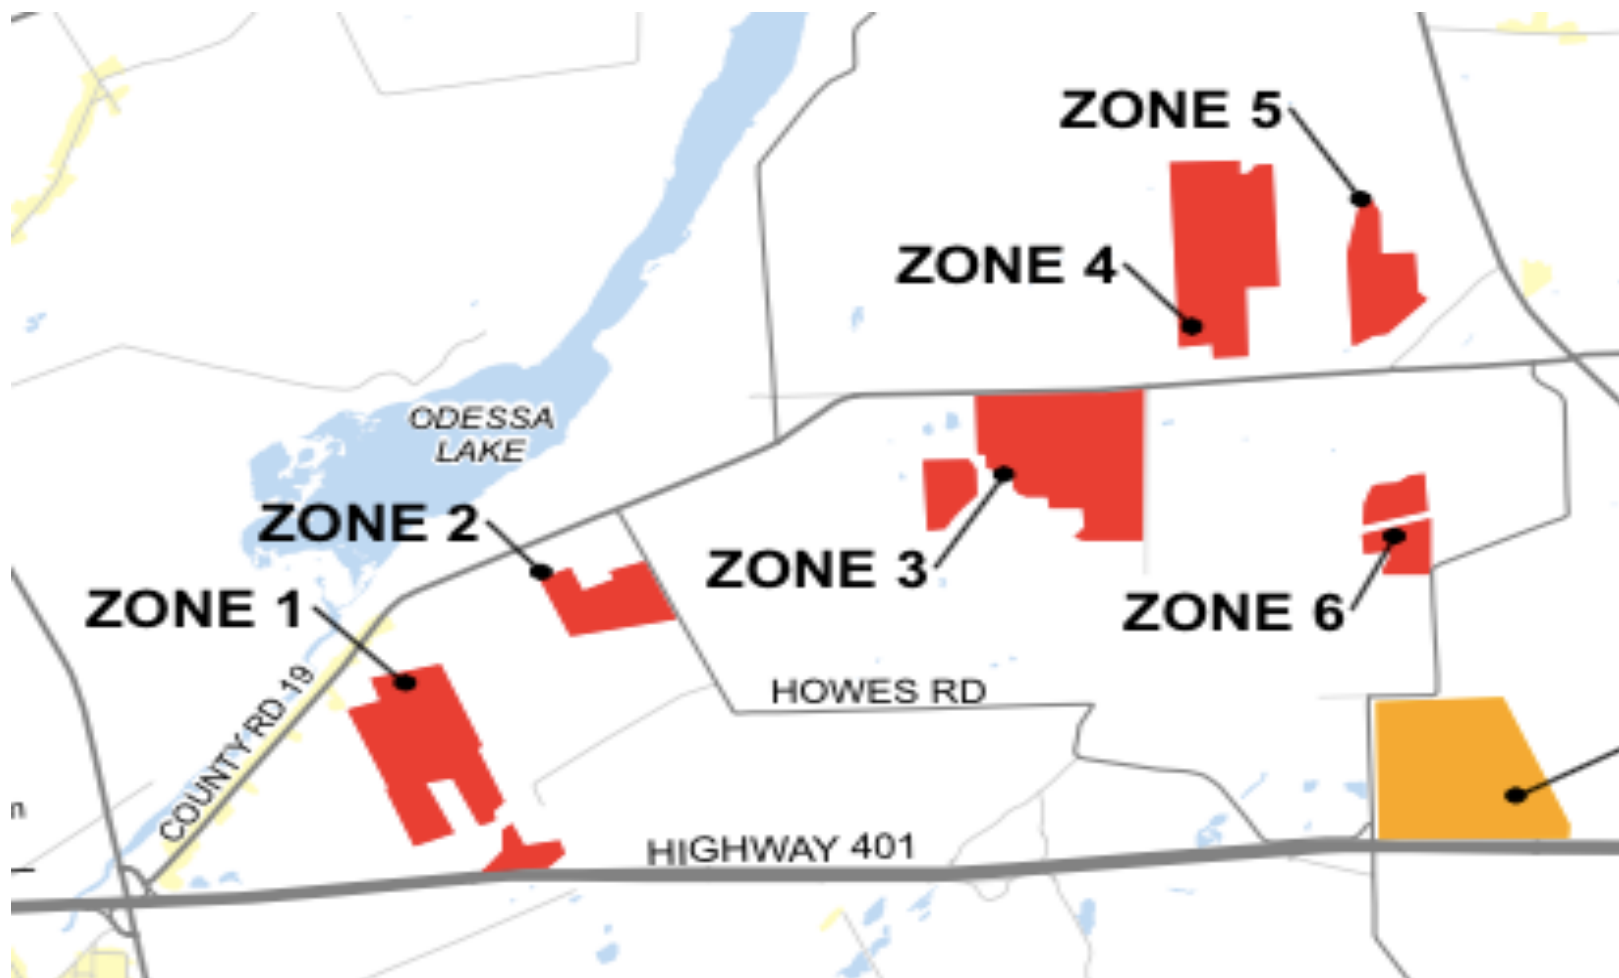 ZONE 5
ZONE 4
ODESSA
LAKE
ZONE 2
ZONE 3
ZONE 1
ZONE 6
HOWES RD
COUNTY RD 19
HIGHWAY 401